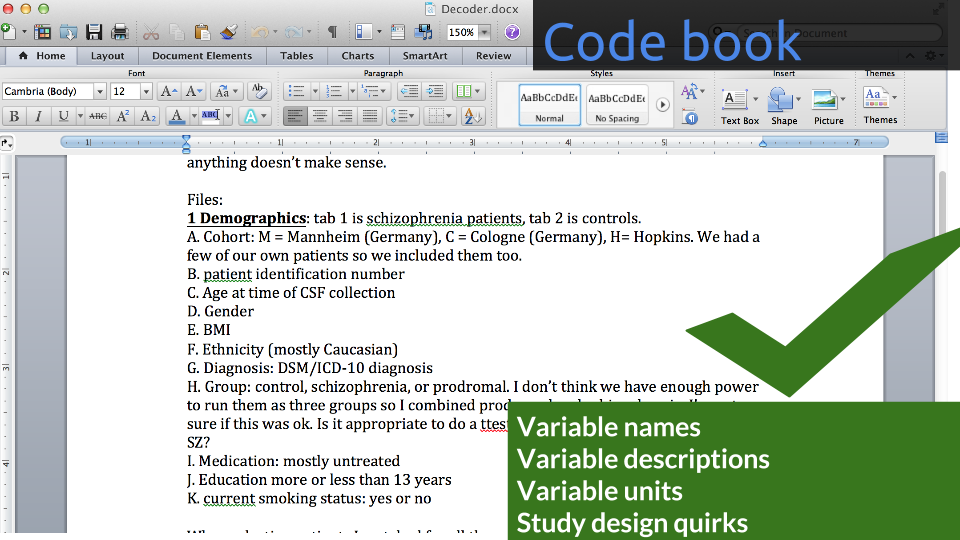 Decoder.docx
Code book
150%
Search in Document
Home Layout Document Elements Tables Charts SmartArt Review
Font Paragraph Styles Insert Themes
Cambria (Body) 12
AaBbCcDdEe AaBbCcDdEe
Normal No Spacing
Text Box Shape Picture Themes
anything doesn't make sense.
Files:
1 Demographics: tab 1 is schizophrenia patients, tab 2 is controls.
A. Cohort: M = Mannheim (Germany), C = Cologne (Germany), H= Hopkins. We had a
few of our own patients so we included them too.
B. patient identification number
C. Age at time of CSF collection
D. Gender
E. BMI
F. Ethnicity (mostly Caucasian)
G. Diagnosis: DSM/ICD-10 diagnosis
H. Group: control, schizophrenia, or prodromal. I don't think we have enough power
to run them as three groups so I combined
sure if this was ok. Is it appropriate to do a ttest
SZ?
I. Medication: mostly untreated
J. Education more or less than 13 years
K. current smoking status: yes or no
Variable names
Variable descriptions
Variable units
Study design quirks